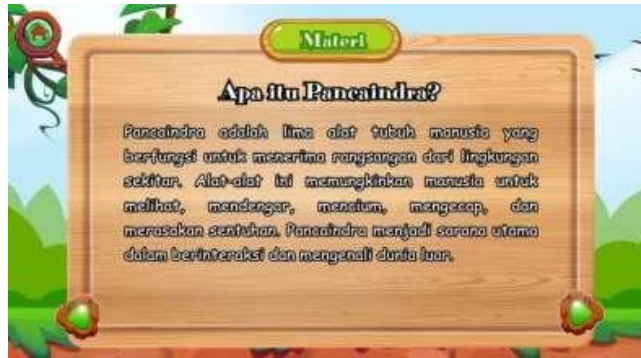 Materi
Apa itu Pancaindra?
Pancaindra adalah lima alat tubuh manusia yang
berfungsi untuk menerima rangsangan dari lingkungan
sekitar. Alat-alat ini memungkinkan manusia untuk
melihat, mendengar, mencium, mengecap, dan
merasakan sentuhan. Pancaindra menjadi sarana utama
dalam berinteraksi dan mengenali dunia luar.